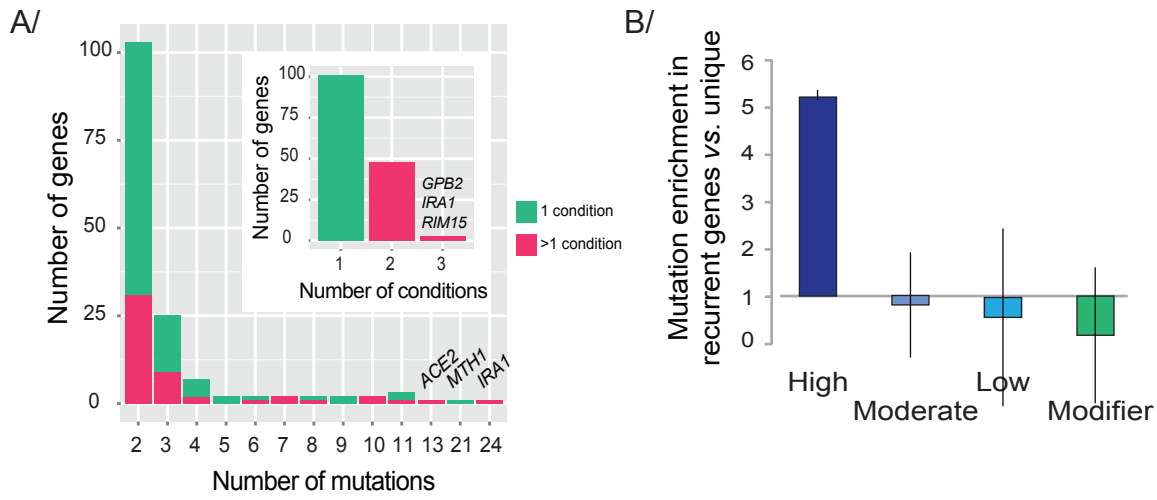 A/
Number of genes
100
75
50
25
0
2 3 4 5 6 7 8 9 10 11 13 21 24
Number of mutations
ACE2
MTH1
IRA1
Number of genes
100
75
50
25
0
1 2 3
Number of conditions
GPB2
IRA1
RIM15
1 condition
>1 condition
B/
Mutation enrichment in
recurrent genes vs. unique
6
5
4
3
2
1
0
High
Moderate
Low
Modifier